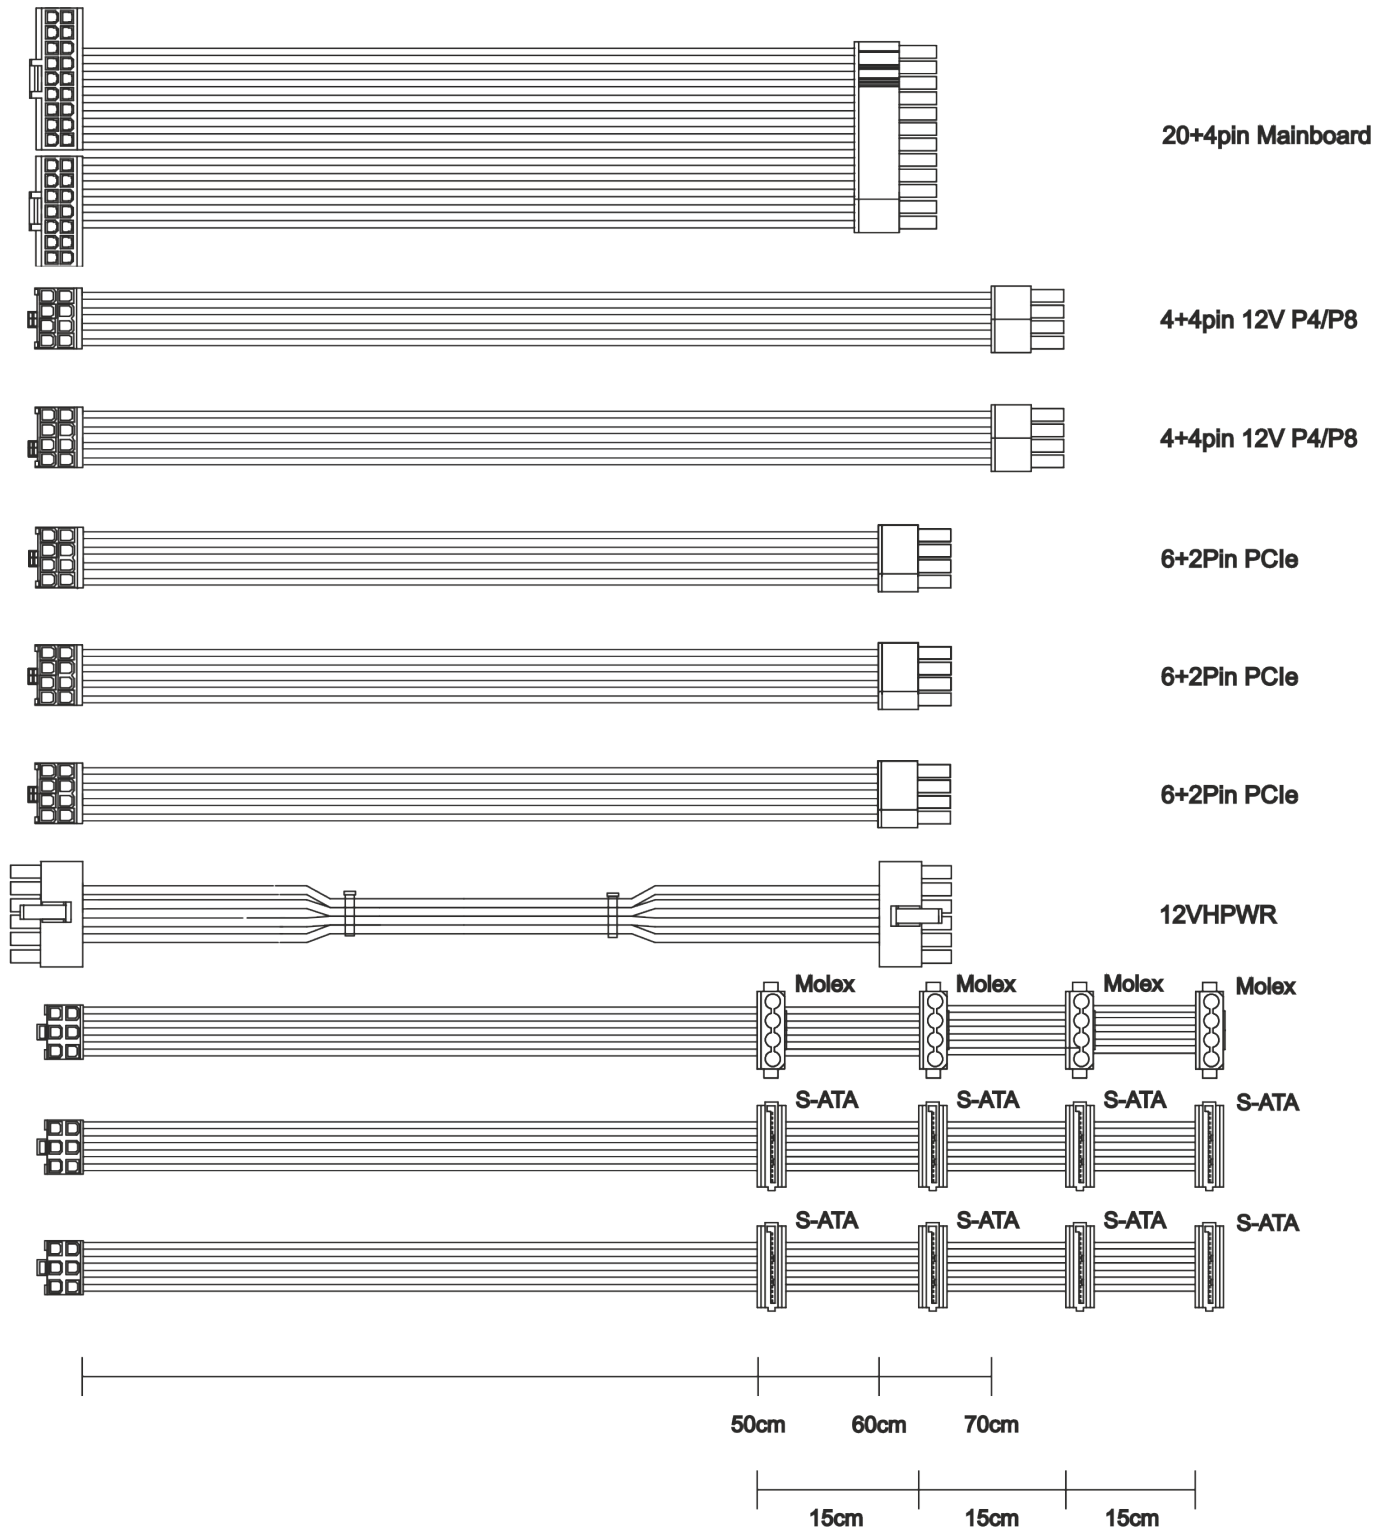 20+4pin Mainboard
4+4pin 12V P4/P8
4+4pin 12V P4/P8
6+2Pin PCIe
6+2Pin PCIe
6+2Pin PCIe
12VHPWR
Molex Molex Molex Molex
S-ATA S-ATA S-ATA S-ATA
S-ATA S-ATA S-ATA S-ATA
50cm 60cm 70cm
15cm 15cm 15cm